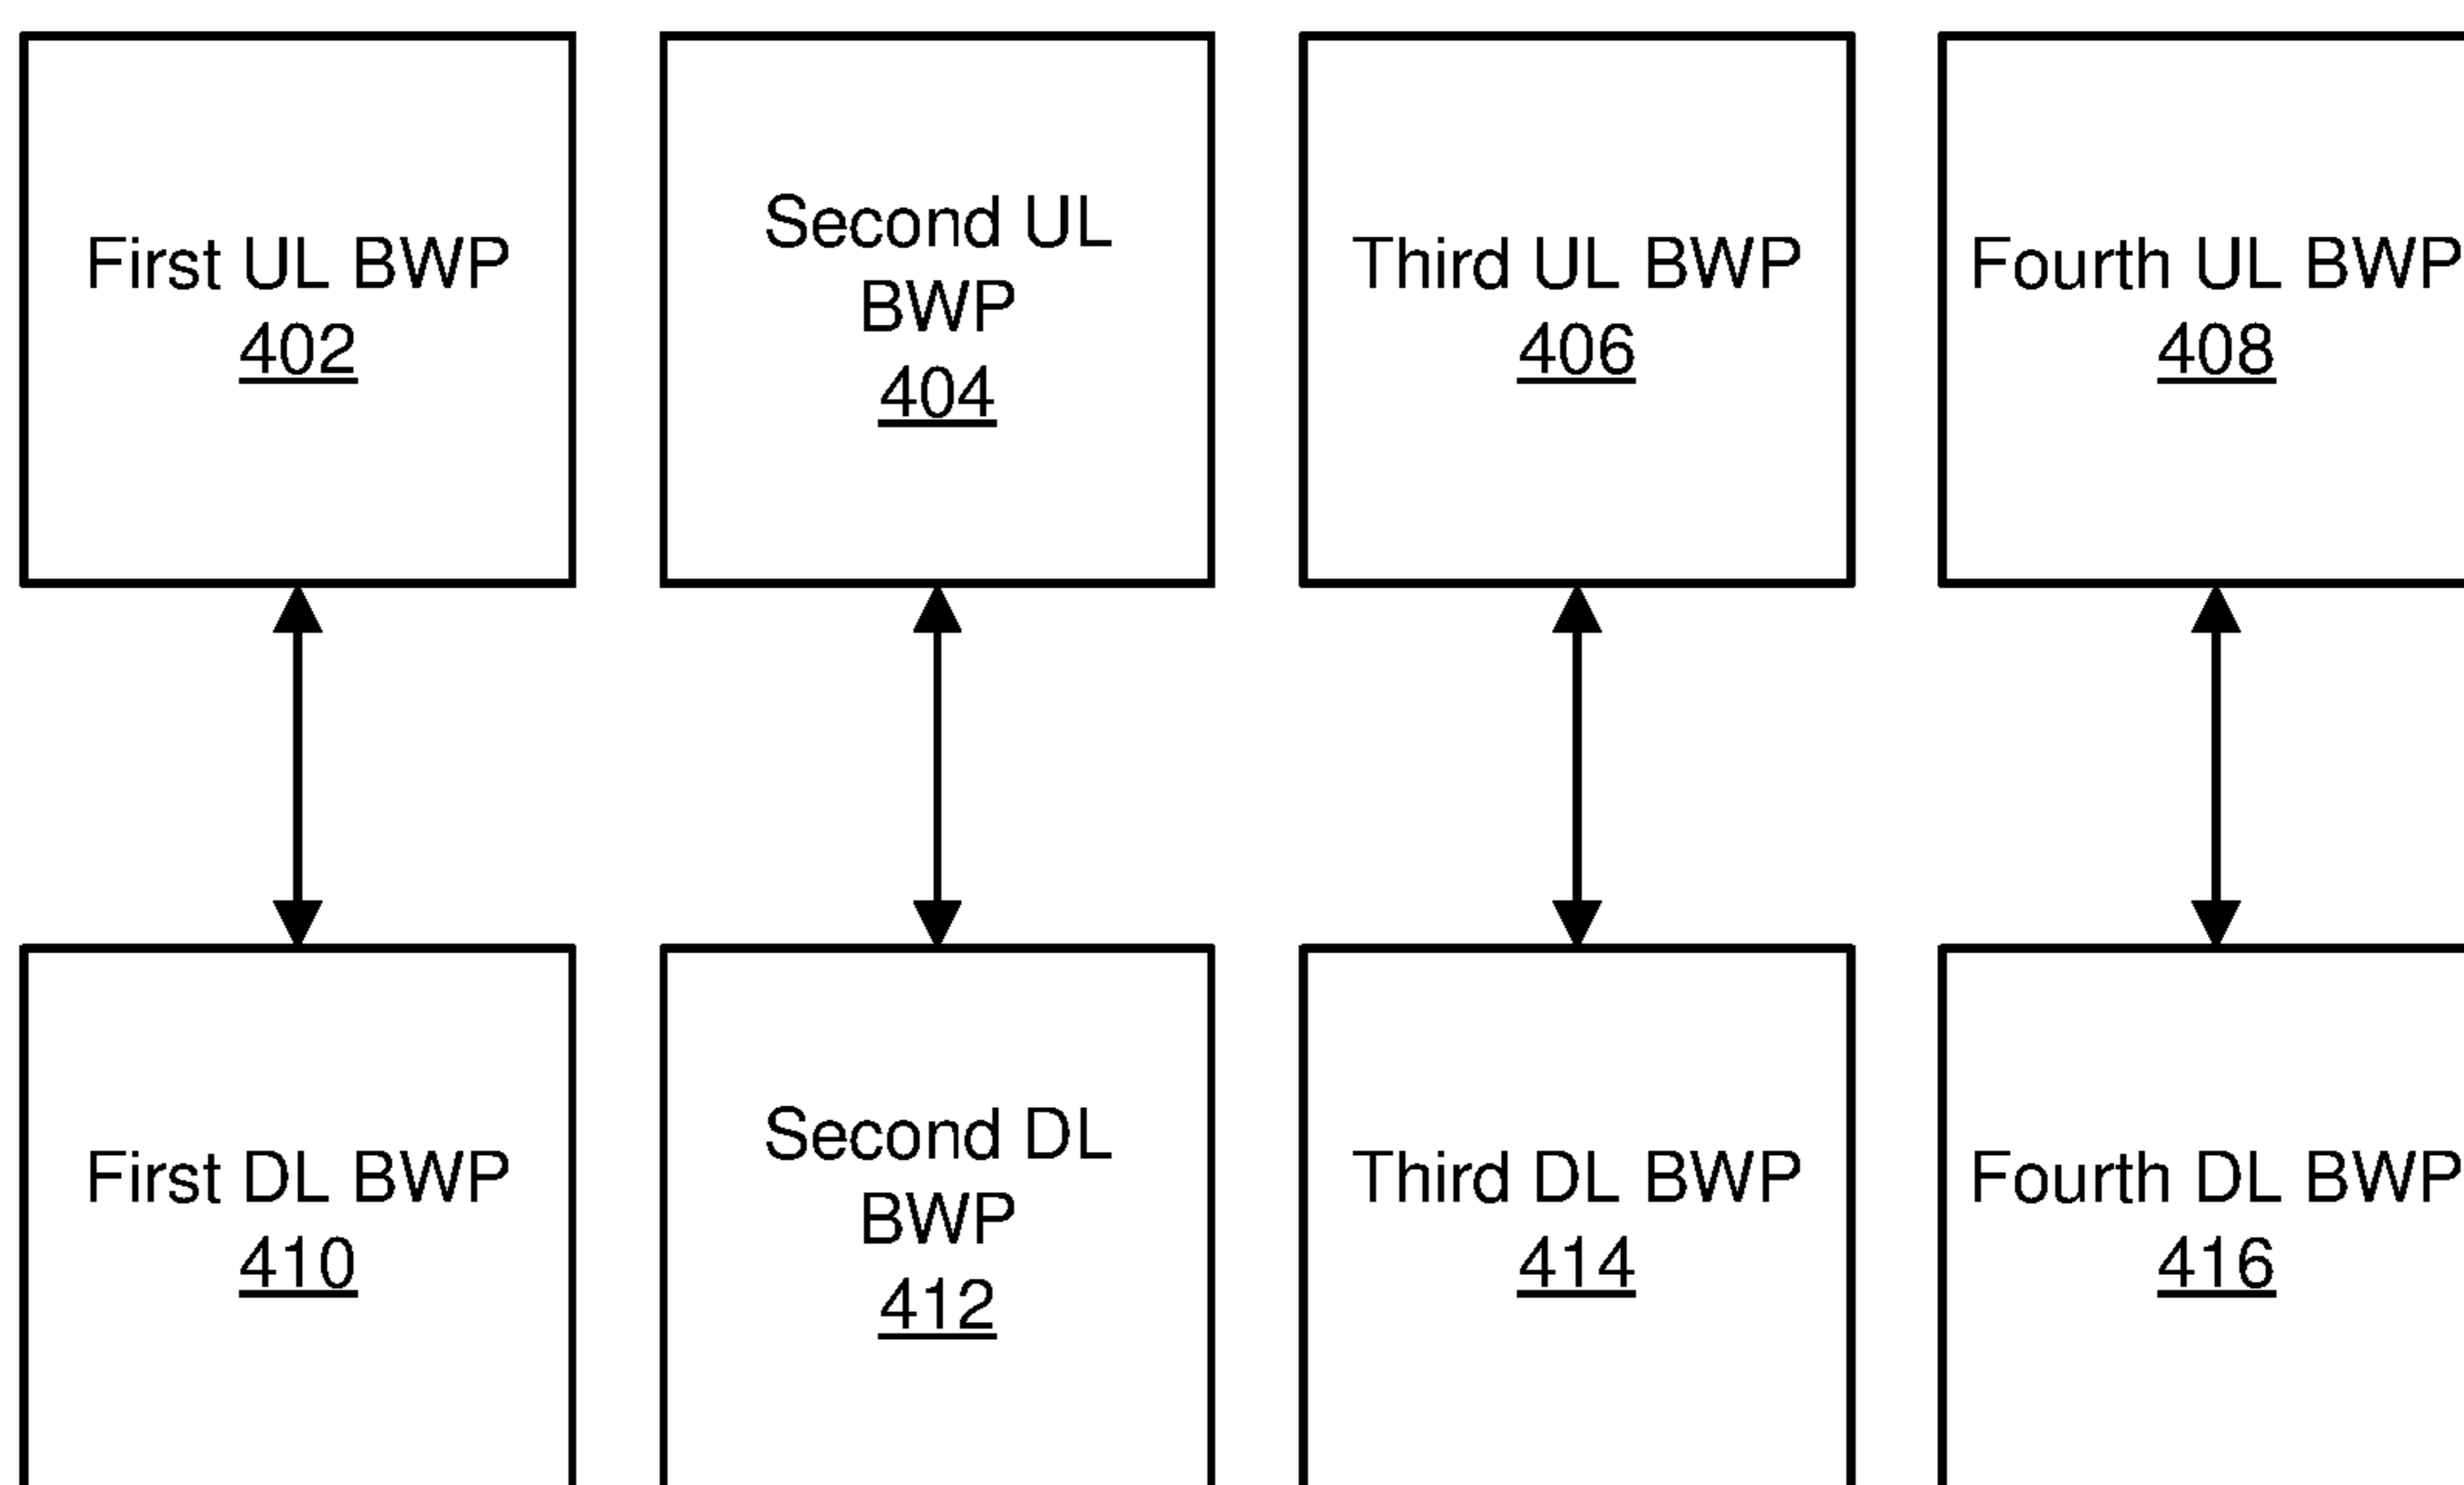 First UL BWP
402
Second UL
BWP
404
Third UL BWP
406
Fourth UL BWP
408
First DL BWP
410
Second DL
BWP
412
Third DL BWP
414
Fourth DL BWP
416